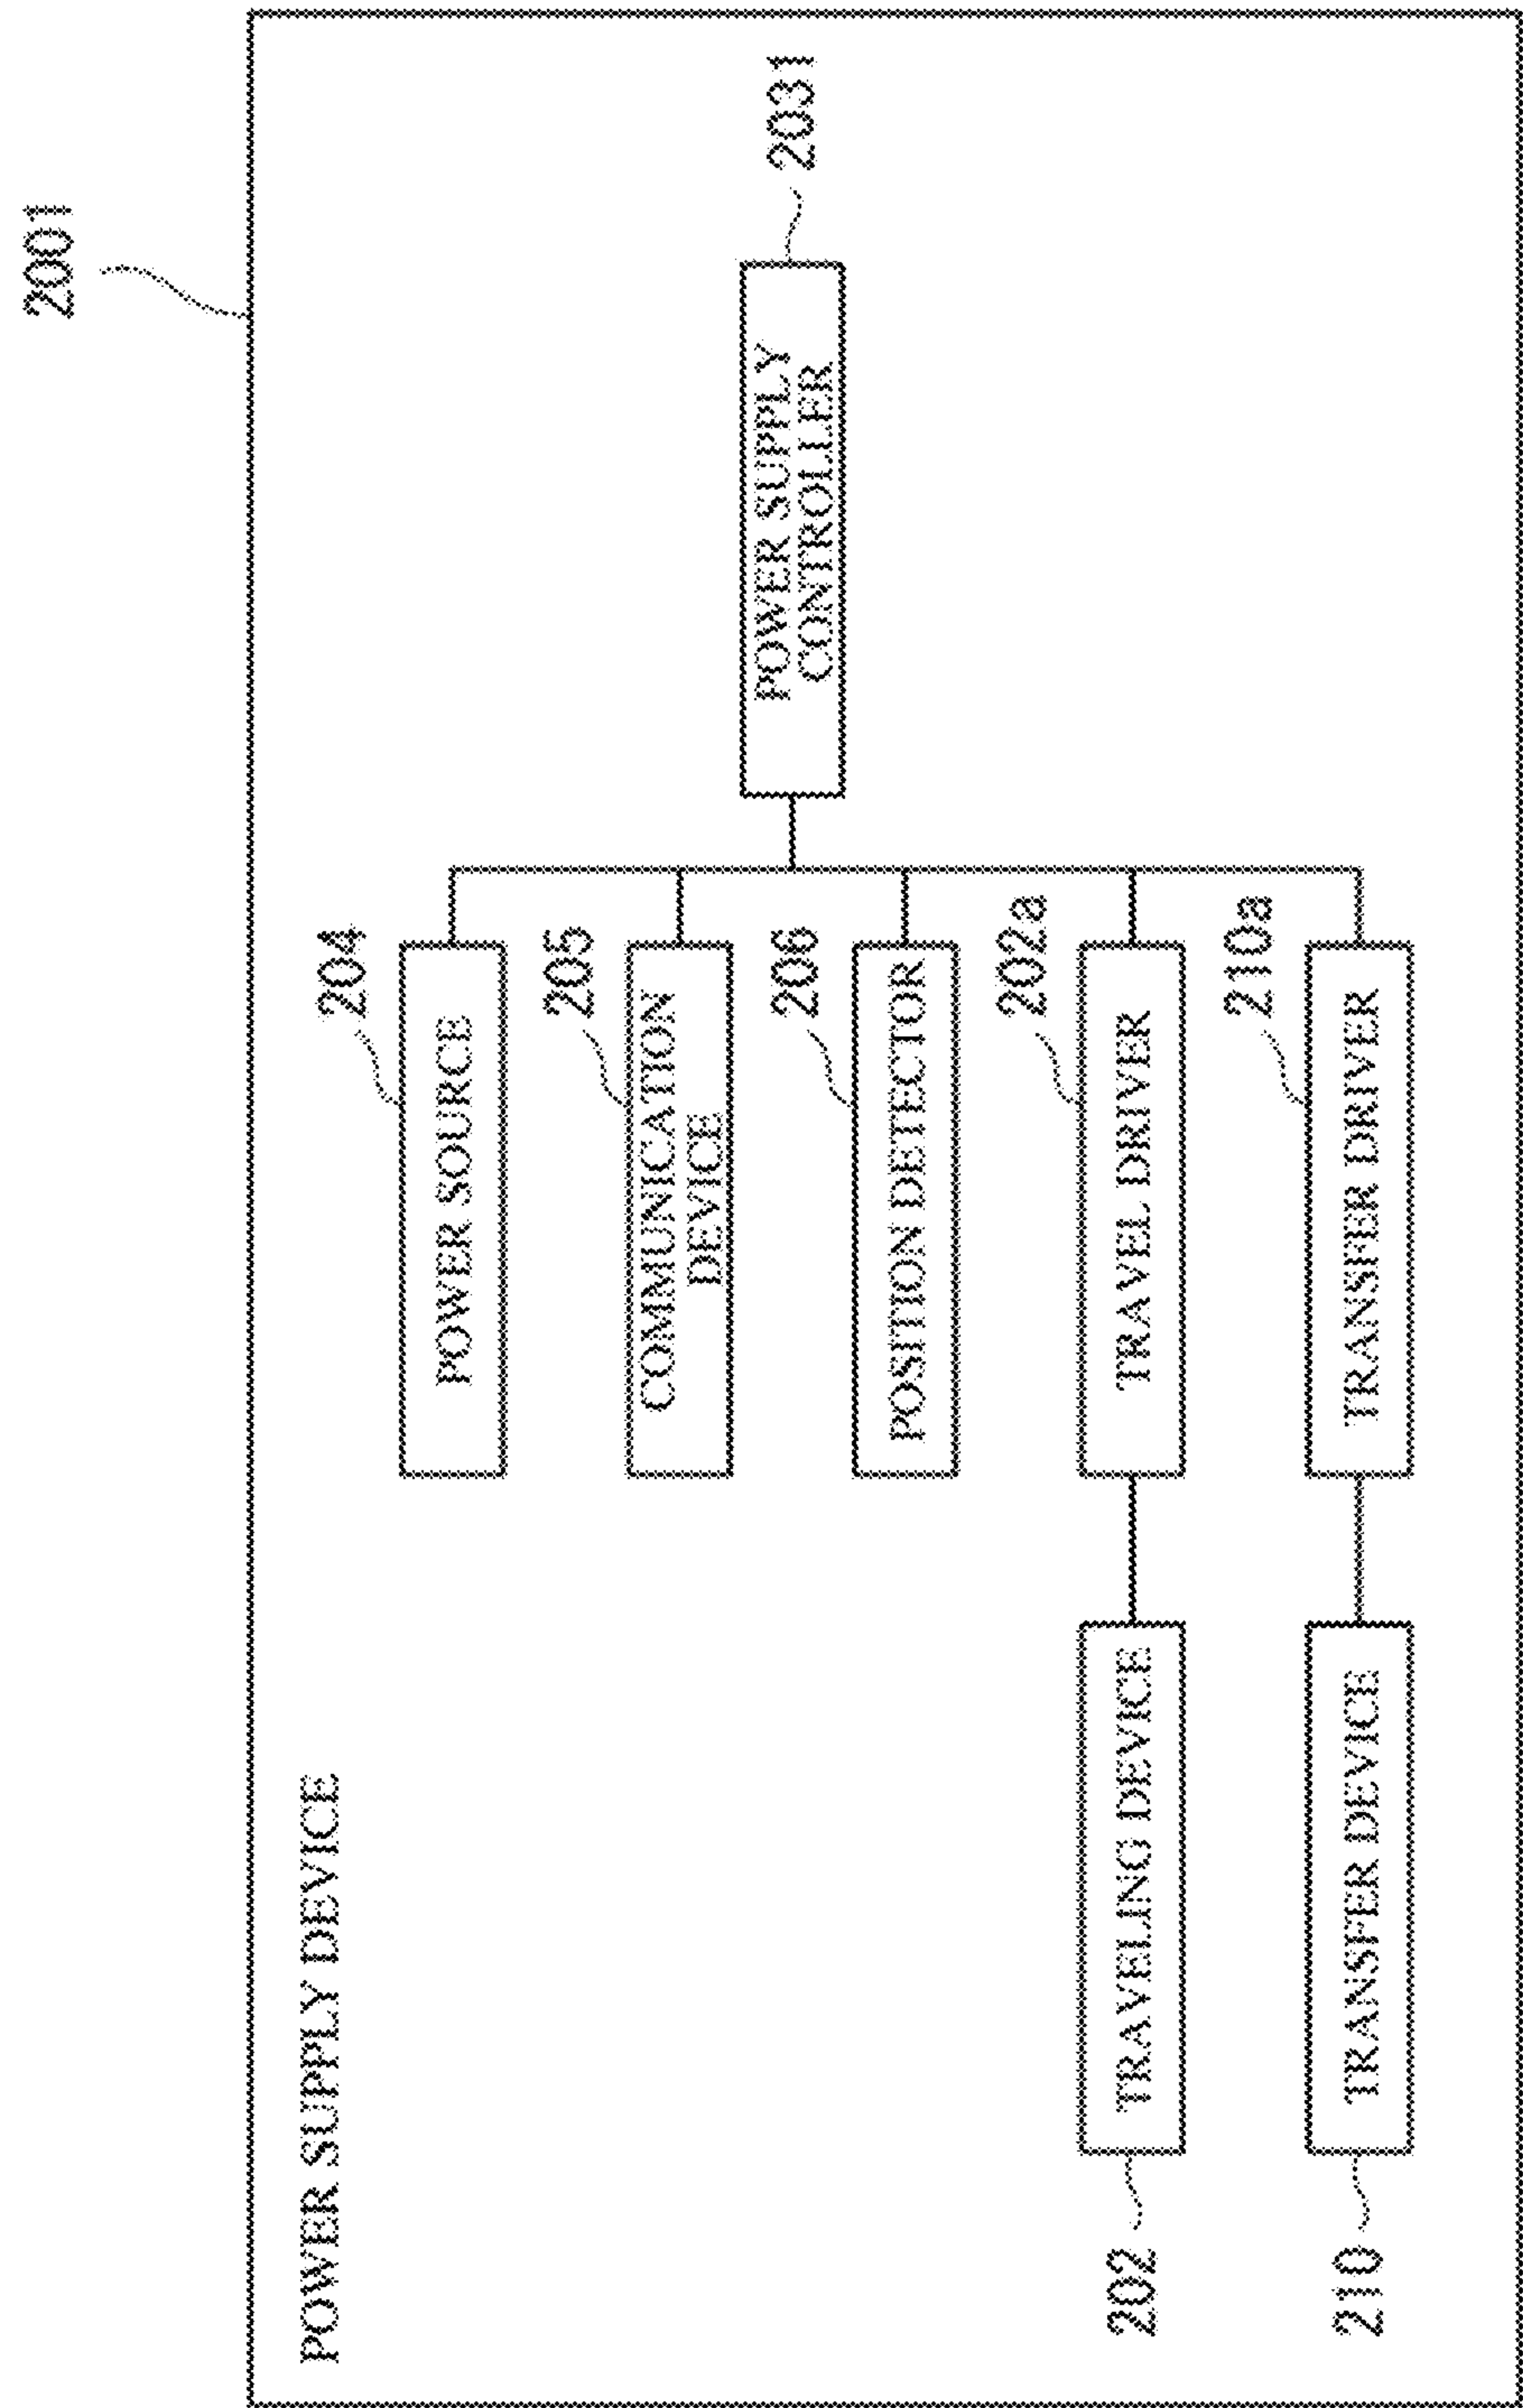 2001
POWER SUPPLY DEVICE
204
POWER SOURCE
205
COMMUNICATION
DEVICE
2031
POWER SUPPLY
CONTROLLER
206
POSITION DETECTOR
202
TRAVELING DEVICE
202a
TRAVEL DRIVER
210
TRANSFER DEVICE
210a
TRANSFER DRIVER